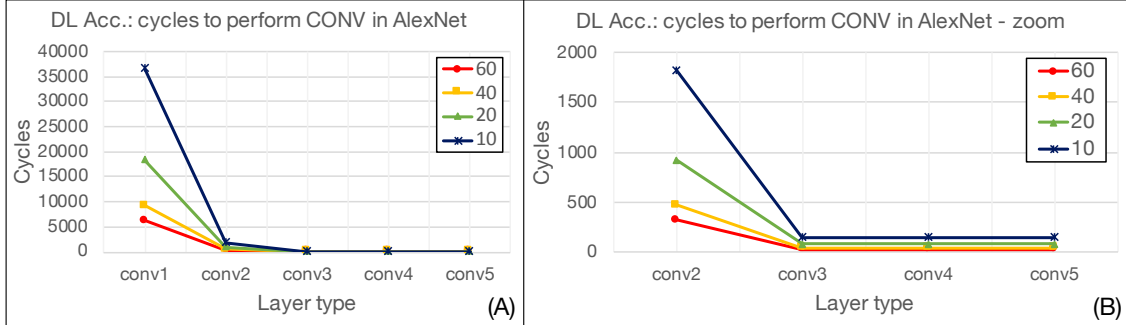 DL Acc.: cycles to perform CONV in AlexNet
40000
35000
30000
25000
20000
15000
10000
5000
0
Cycles
60
40
20
10
conv1 conv2 conv3 conv4 conv5
Layer type
(A)
DL Acc.: cycles to perform CONV in AlexNet - zoom
2000
1500
1000
500
0
Cycles
60
40
20
10
conv2 conv3 conv4 conv5
Layer type
(B)